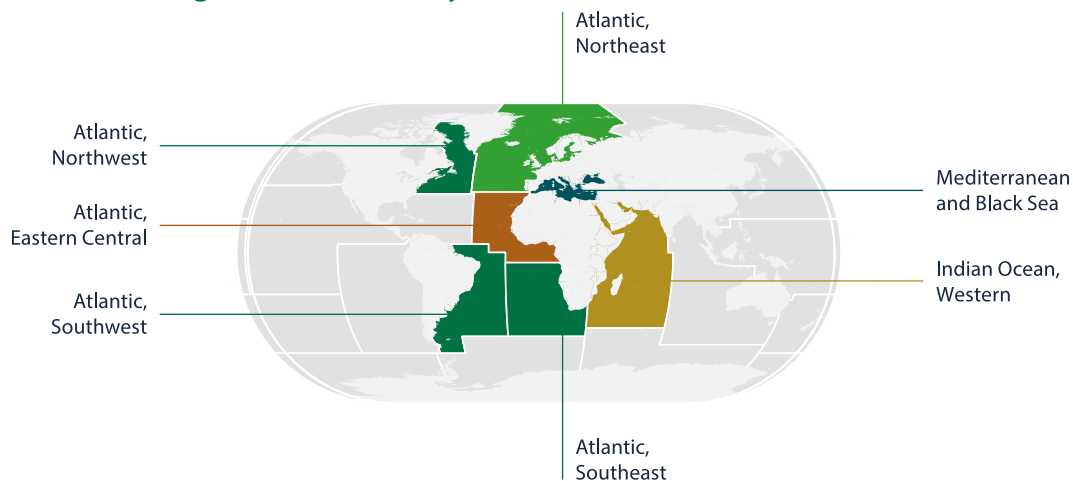 Atlantic,
Northeast
Atlantic,
Northwest
Mediterranean
and Black Sea
Atlantic,
Eastern Central
Indian Ocean,
Western
Atlantic,
Southwest
Atlantic,
Southeast